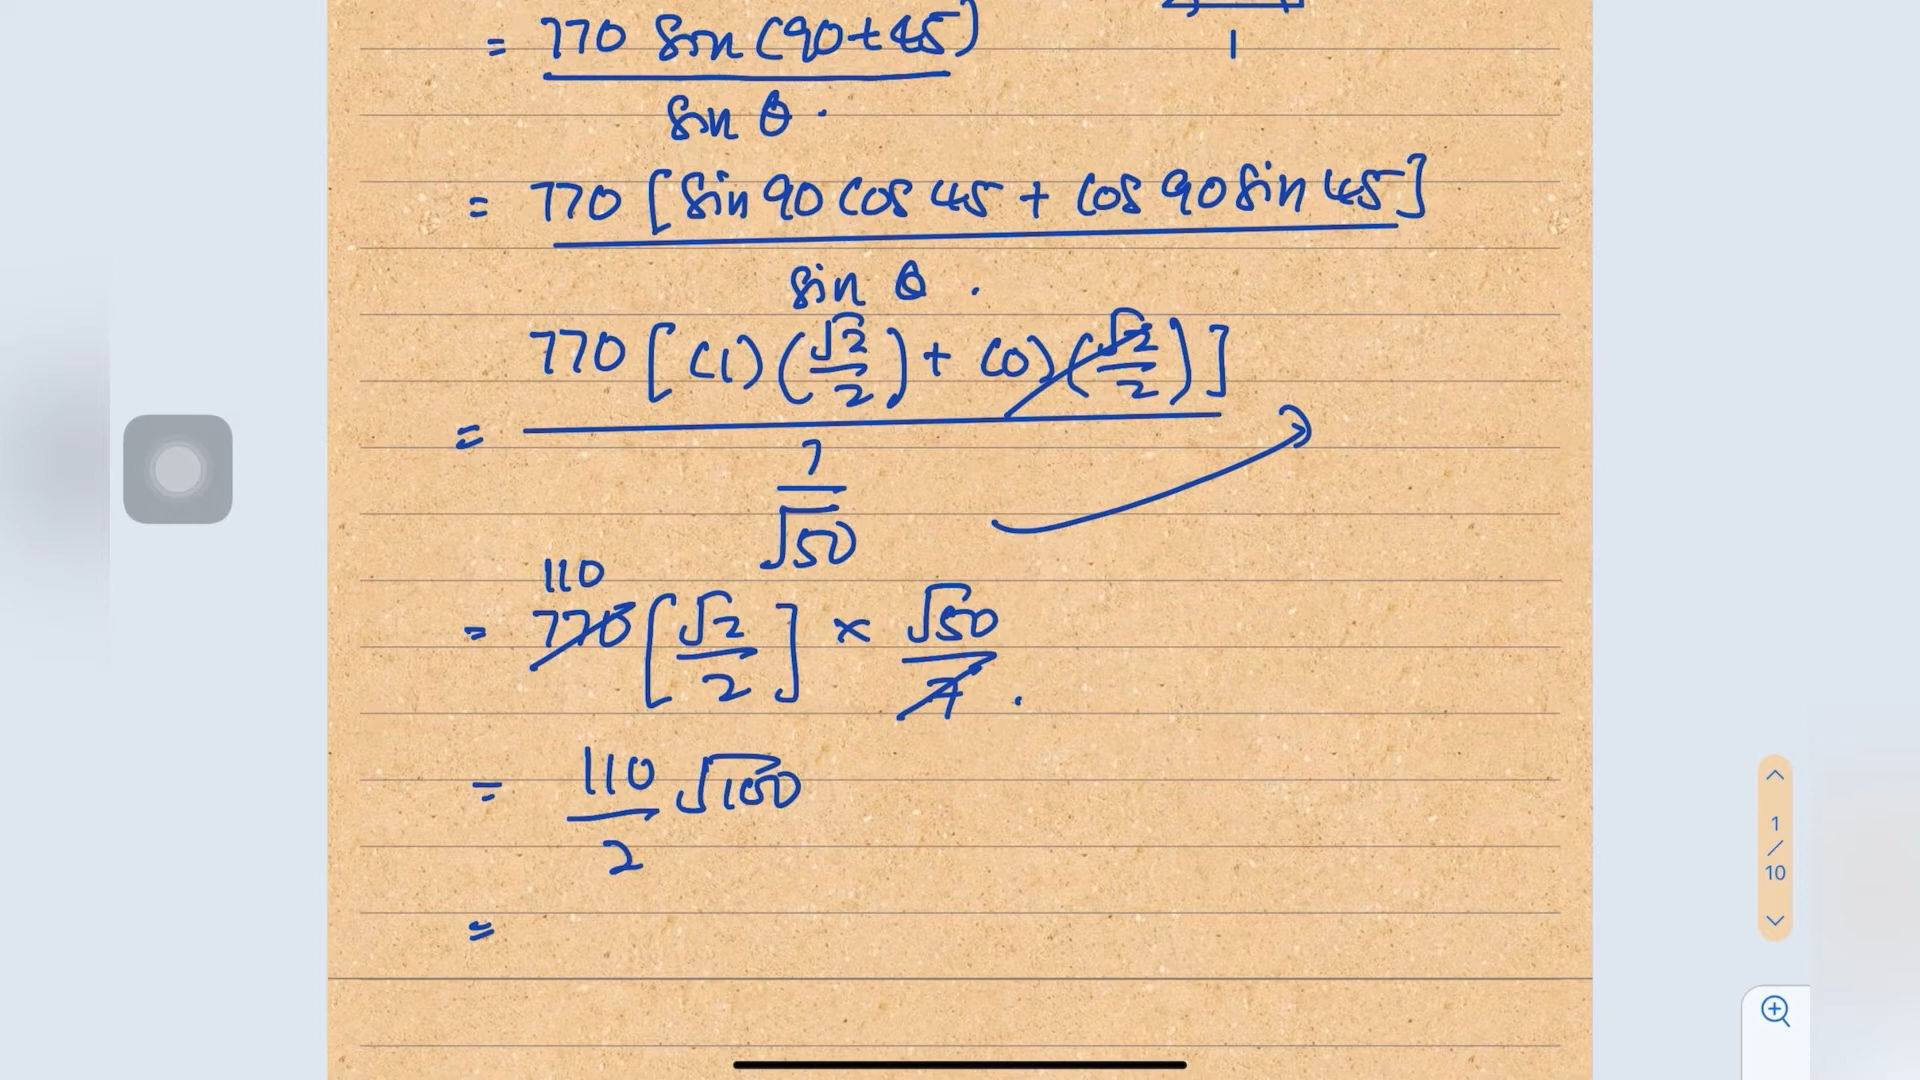 1
= 770 sin (90+45)
sin θ .
= 770 [sin 90 cos 45 + cos 90 sin 45]
sin θ .
= 770 [ (1) (√2/2) + (0) (√2/2) ]
7/√50
110
= 770 [√2/2] × √50/7 .
= 110/2 √100
=
1
/
10